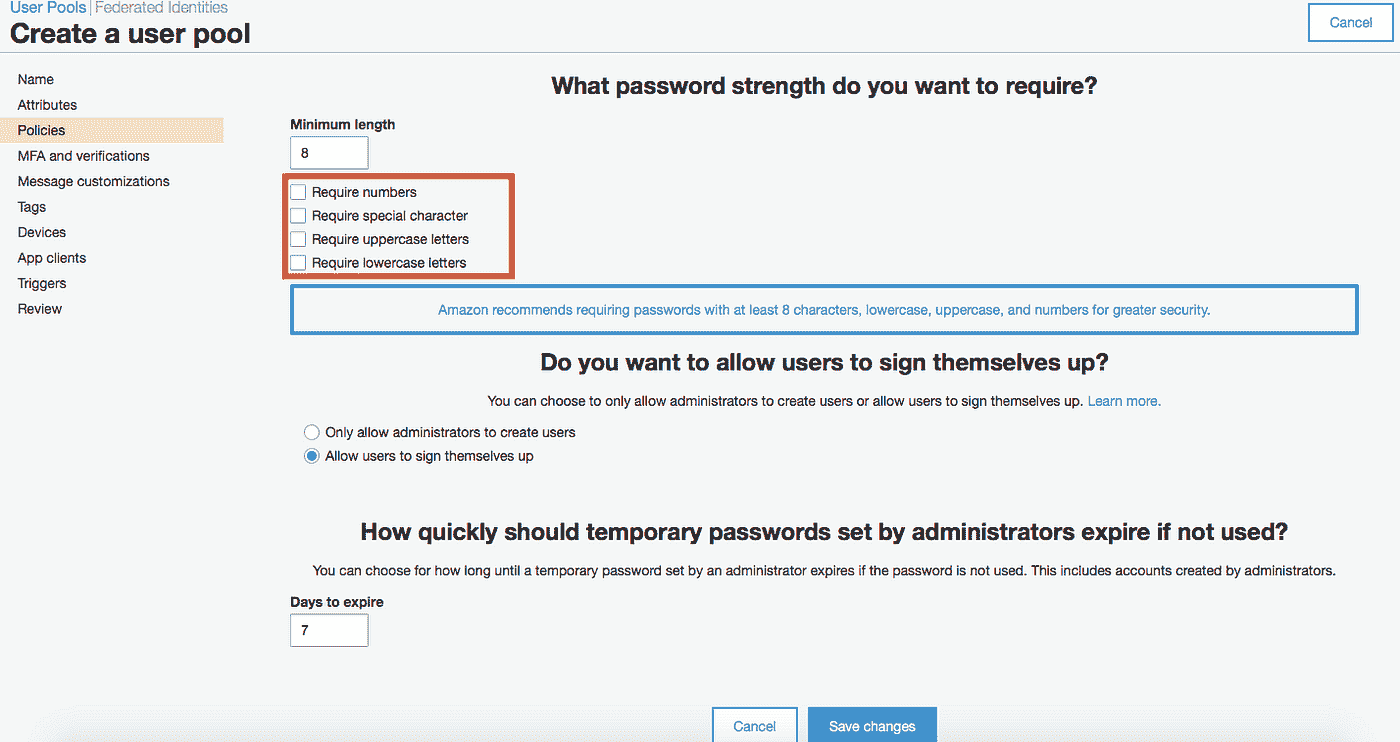 User Pools | Federated Identities
Create a user pool
Cancel
Name
Attributes
Policies
MFA and verifications
Message customizations
Tags
Devices
App clients
Triggers
Review
What password strength do you want to require?
Minimum length
8
Require numbers
Require special character
Require uppercase letters
Require lowercase letters
Amazon recommends requiring passwords with at least 8 characters, lowercase, uppercase, and numbers for greater security.
Do you want to allow users to sign themselves up?
You can choose to only allow administrators to create users or allow users to sign themselves up. Learn more.
Only allow administrators to create users
Allow users to sign themselves up
How quickly should temporary passwords set by administrators expire if not used?
You can choose for how long until a temporary password set by an administrator expires if the password is not used. This includes accounts created by administrators.
Days to expire
7
Cancel
Save changes